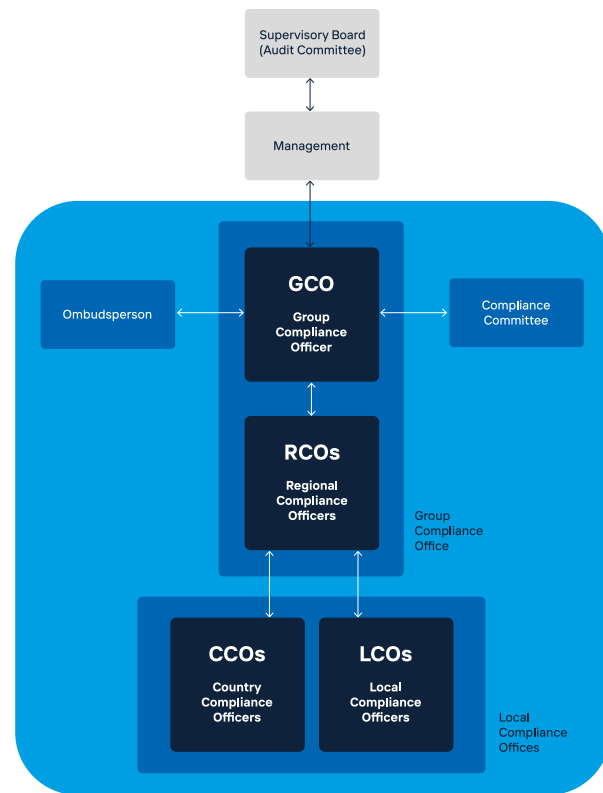 Supervisory Board
(Audit Committee)
Management
GCO
Group
Compliance
Officer
Ombudsperson
Compliance
Committee
RCOs
Regional
Compliance
Officers
Group
Compliance
Office
CCOs
Country
Compliance
Officers
LCOs
Local
Compliance
Officers
Local
Compliance
Offices